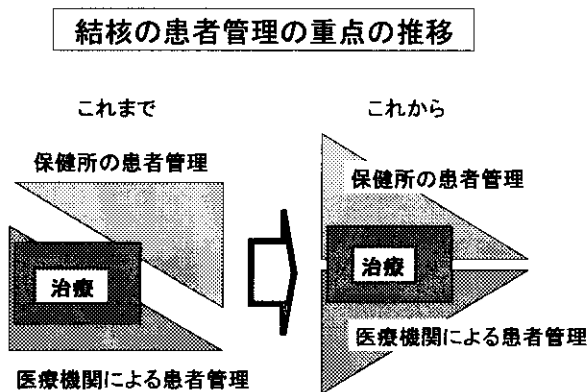 結核の患者管理の重点の推移
これまで
保健所の患者管理
治療
医療機関による患者管理
これから
保健所の患者管理
治療
医療機関による患者管理